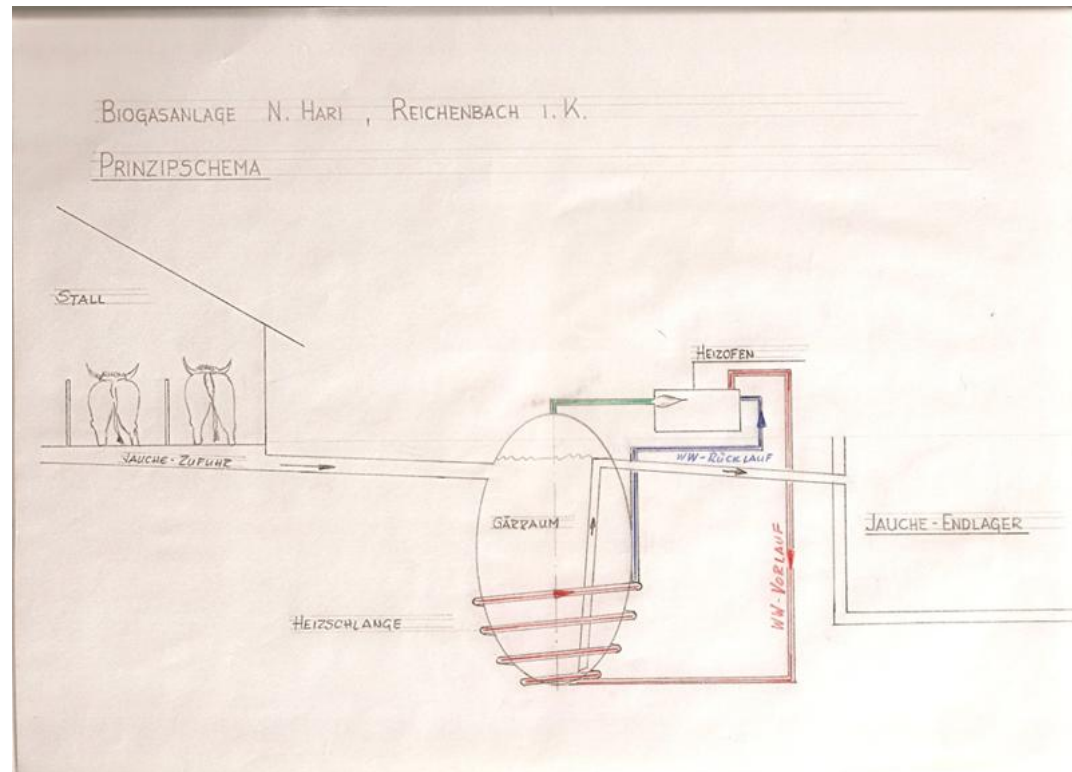 BIOGASANLAGE N. HARI , REICHENBACH I. K.
PRINZIPSCHEMA
STALL
HEIZOFEN
JAUCHE-ZUFUHR
WW-RÜCKLAUF
GÄRRAUM
JAUCHE-ENDLAGER
WW-VORLAUF
HEIZSCHLANGE